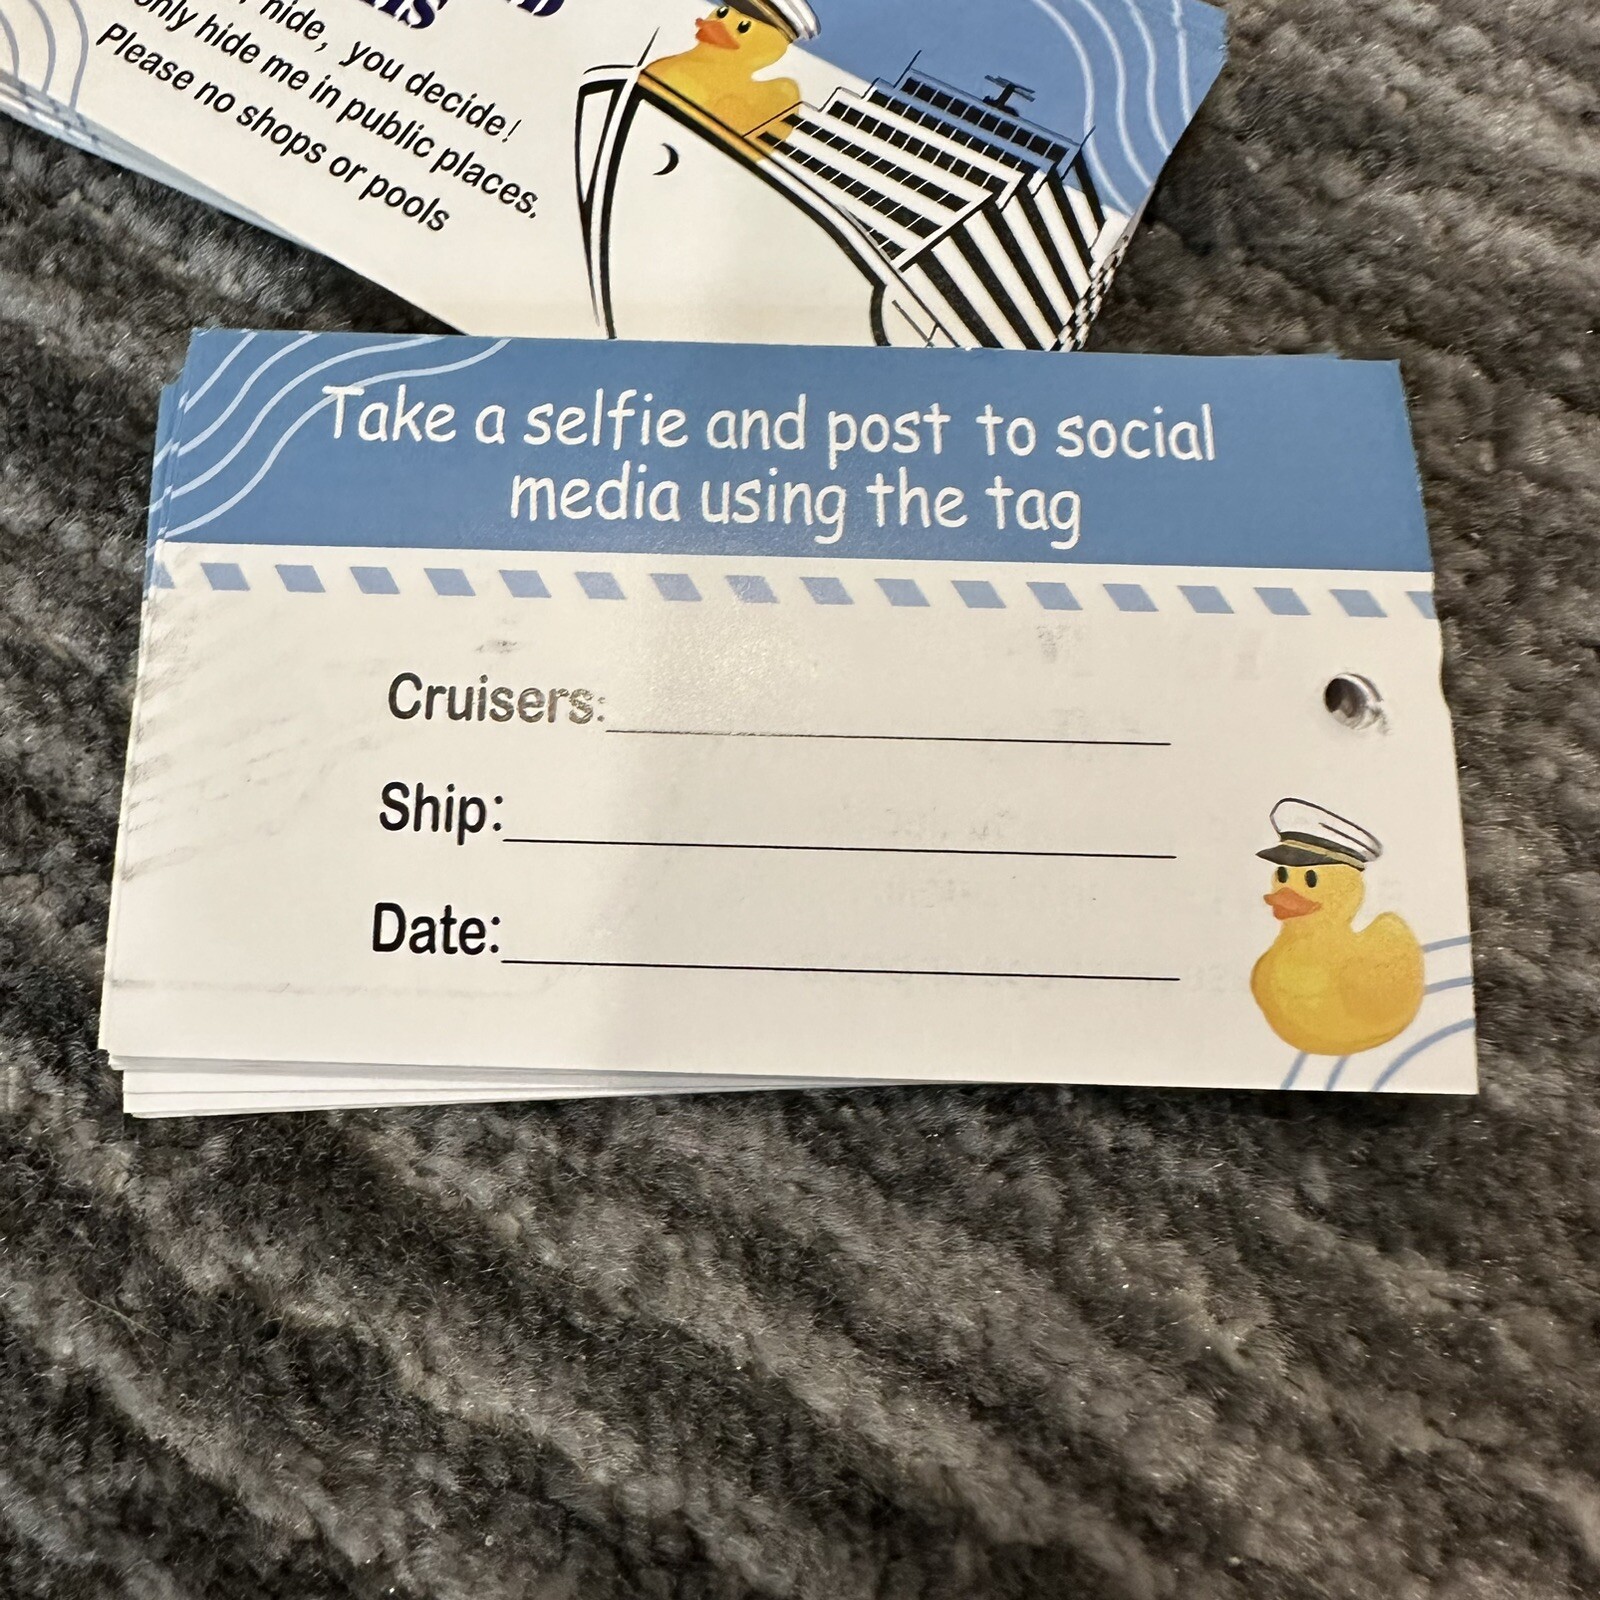 hide, you decide!
only hide me in public places.
Please no shops or pools
Take a selfie and post to social
media using the tag
Cruisers:
Ship:
Date: